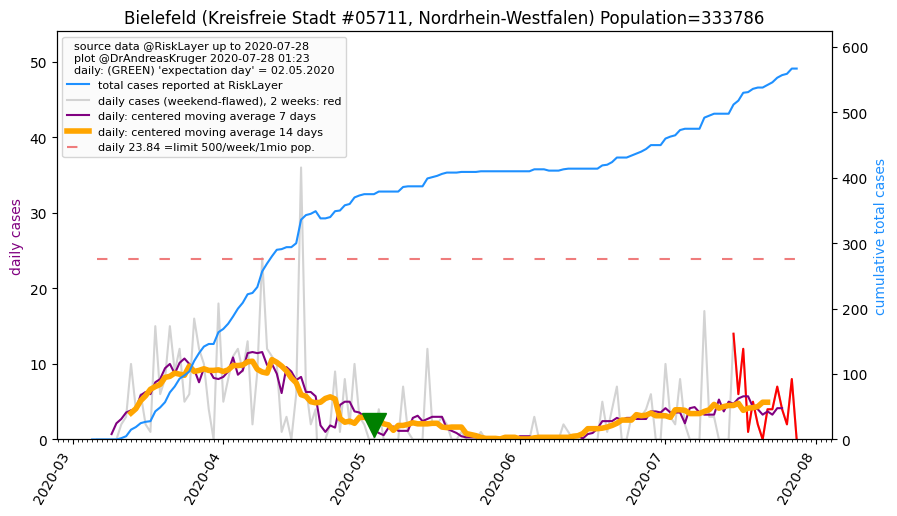 Bielefeld (Kreisfreie Stadt #05711, Nordrhein-Westfalen) Population=333786
source data @RiskLayer up to 2020-07-28
plot @DrAndreasKruger 2020-07-28 01:23
daily: (GREEN) 'expectation day' = 02.05.2020
total cases reported at RiskLayer
daily cases (weekend-flawed), 2 weeks: red
daily: centered moving average 7 days
daily: centered moving average 14 days
daily 23.84 =limit 500/week/1mio pop.
daily cases
50
40
30
20
10
0
cumulative total cases
600
500
400
300
200
100
0
2020-03
2020-04
2020-05
2020-06
2020-07
2020-08